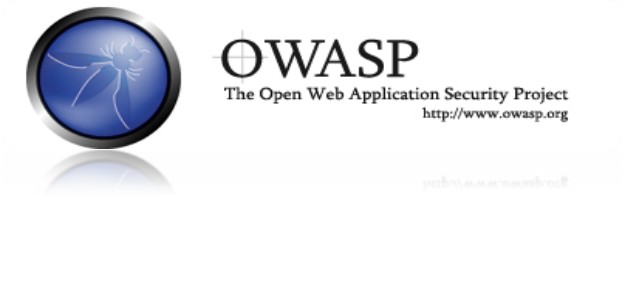 OWASP
The Open Web Application Security Project
http://www.owasp.org